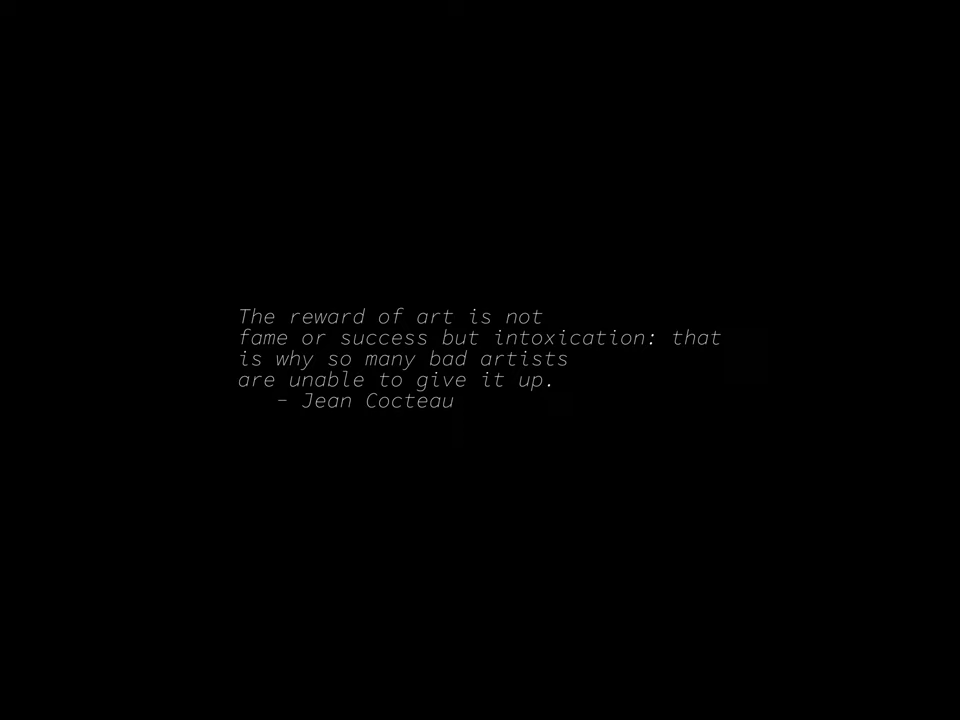 The reward of art is not
fame or success but intoxication: that
is why so many bad artists
are unable to give it up.
- Jean Cocteau